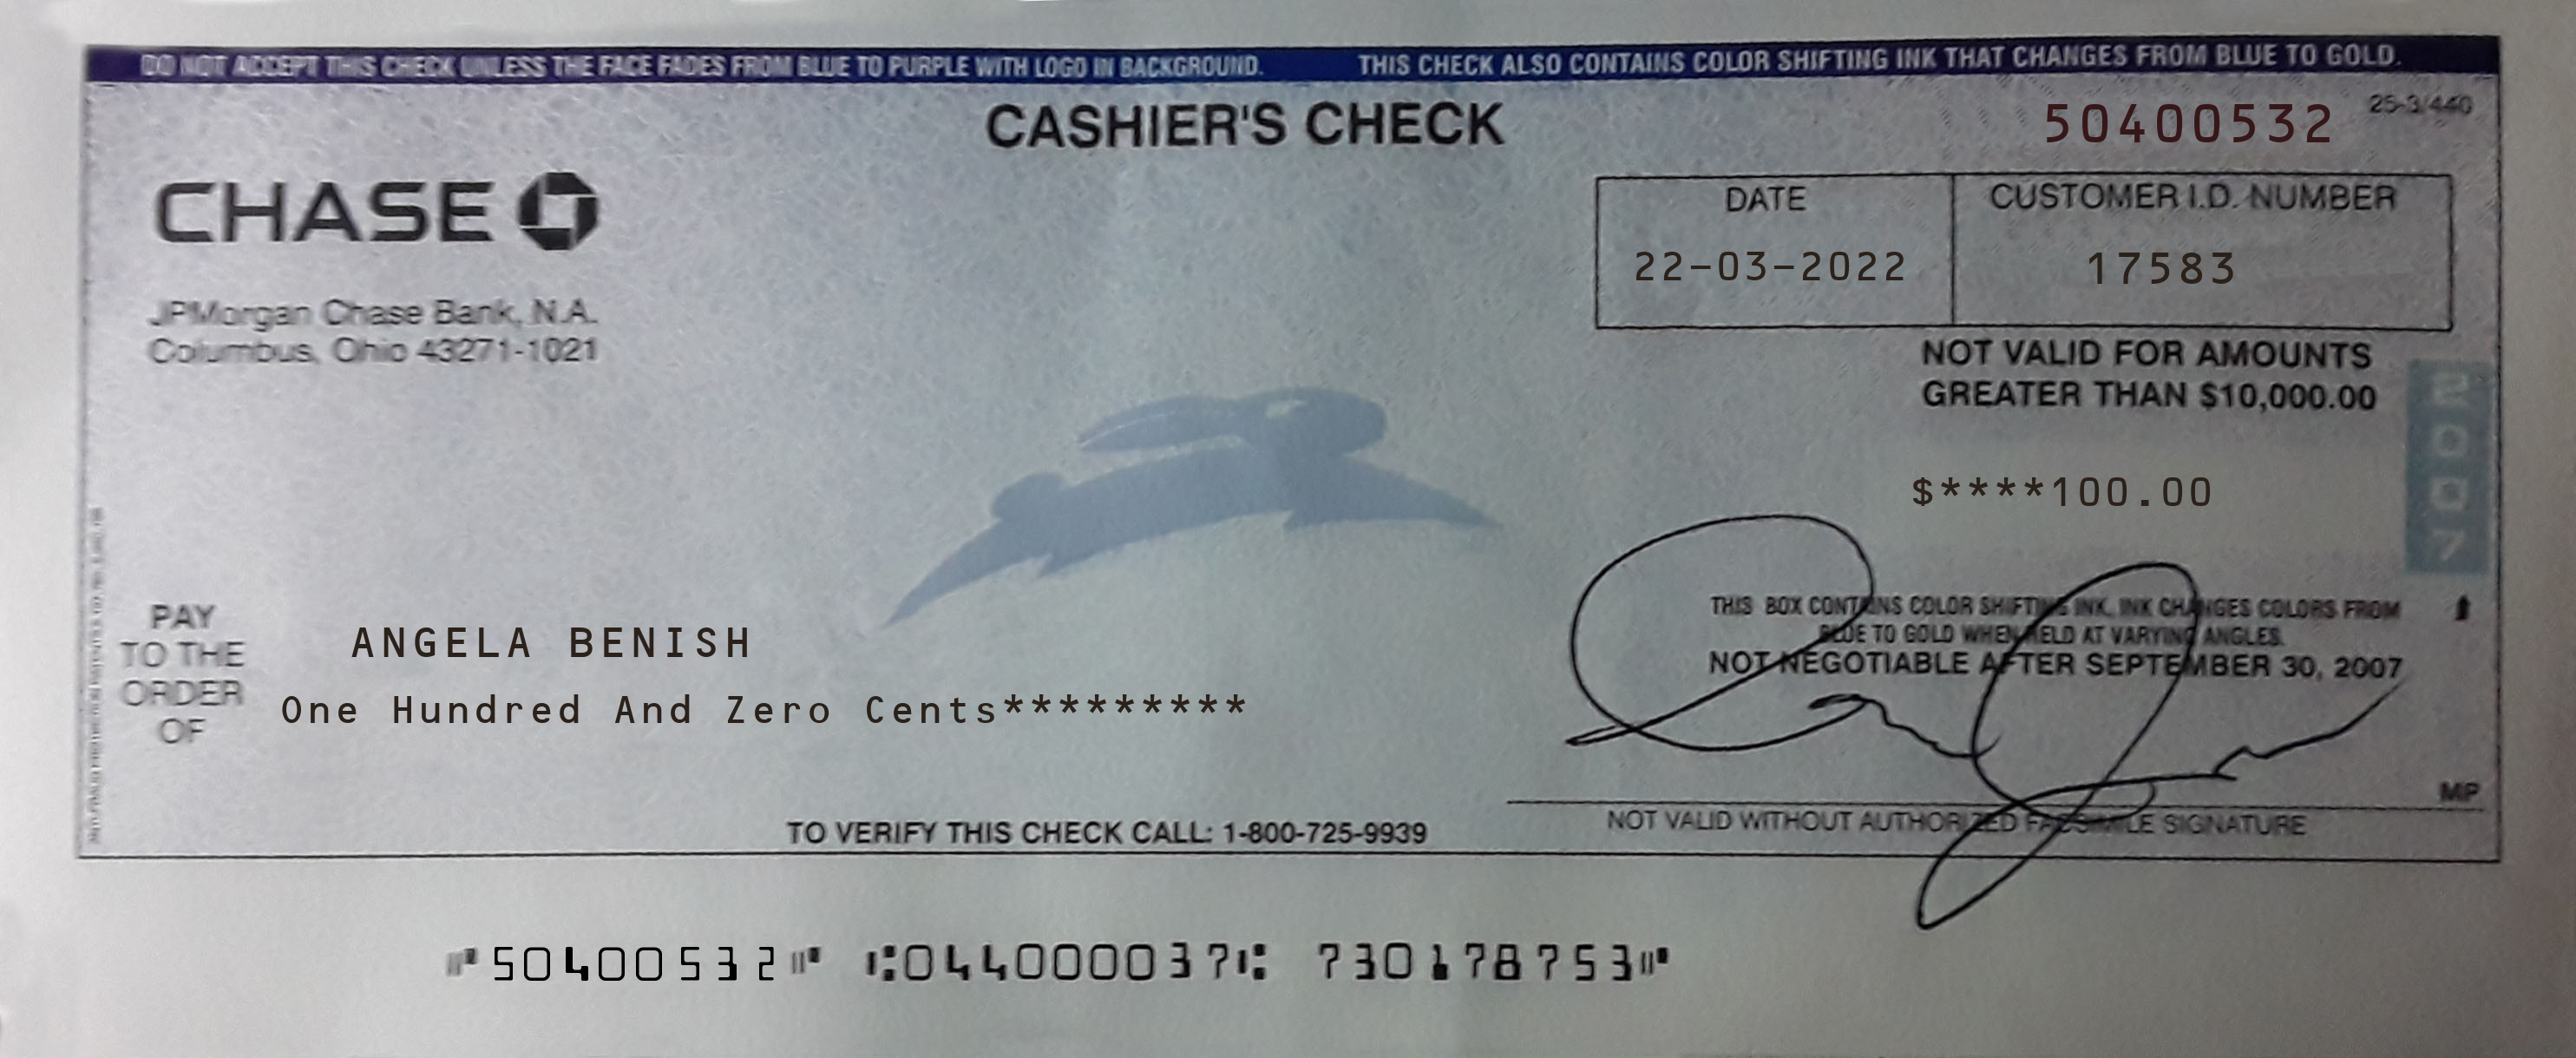 DO NOT ACCEPT THIS CHECK UNLESS THE FACE FADES FROM BLUE TO PURPLE WITH LOGO IN BACKGROUND. THIS CHECK ALSO CONTAINS COLOR SHIFTING INK THAT CHANGES FROM BLUE TO GOLD.
CASHIER'S CHECK
50400532
25-3/440
CHASE
DATE
CUSTOMER I.D. NUMBER
22-03-2022
17583
JPMorgan Chase Bank, N.A.
Columbus, Ohio 43271-1021
NOT VALID FOR AMOUNTS
GREATER THAN $10,000.00
2007
$****100.00
THIS BOX CONTAINS COLOR SHIFTING INK. INK CHANGES COLORS FROM
BLUE TO GOLD WHEN HELD AT VARYING ANGLES.
NOT NEGOTIABLE AFTER SEPTEMBER 30, 2007
PAY
TO THE
ORDER
OF
ANGELA BENISH
One Hundred And Zero Cents*********
MP
TO VERIFY THIS CHECK CALL: 1-800-725-9939
NOT VALID WITHOUT AUTHORIZED FACSIMILE SIGNATURE
⑈50400532⑈ ⑆044000037⑆ 730178753⑈